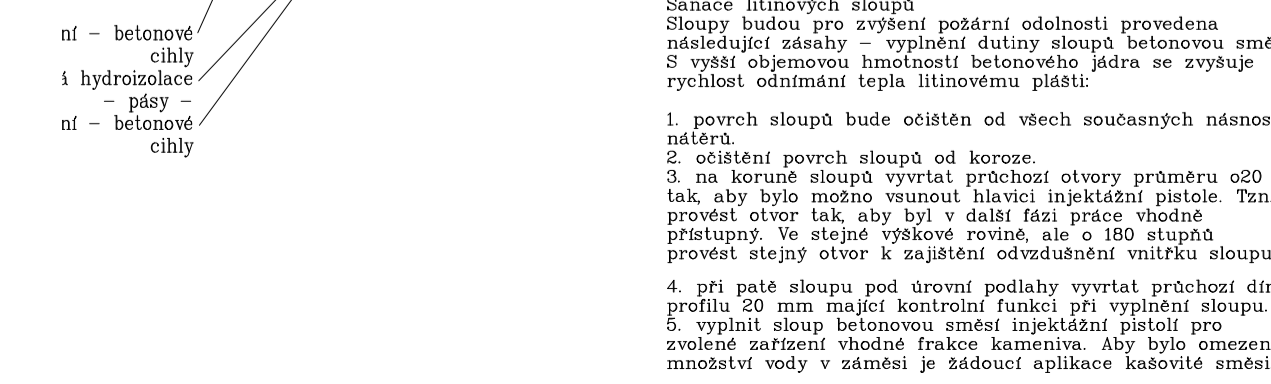 ní – betonové
cihly
hydroizolace
– pásy –
ní – betonové
cihly
Sanace litinových sloupů
Sloupy budou pro zvýšení požární odolnosti provedena
následující zásahy – vyplnění dutiny sloupů betonovou smě
S vyšší objemovou hmotností betonového jádra se zvyšuje
rychlost odnímání tepla litinovému plášti:
1. povrch sloupů bude očištěn od všech současných násnos
nátěrů.
2. očištění povrch sloupů od koroze.
3. na koruně sloupů vyvrtat průchozí otvory průměru o20
tak, aby bylo možno vsunout hlavici injektážní pistole. Tzn.
provést otvor tak, aby byl v další fázi práce vhodně
přístupný. Ve stejné výškové rovině, ale o 180 stupňů
provést stejný otvor k zajištění odvzdušnění vnitřku sloupu
4. při patě sloupu pod úrovní podlahy vyvrtat průchozí dír
profilu 20 mm mající kontrolní funkci při vyplnění sloupu.
5. vyplnit sloup betonovou směsí injektážní pistolí pro
zvolené zařízení vhodné frakce kameniva. Aby bylo omezen
množství vody v záměsi je žádoucí aplikace kašovité směsi